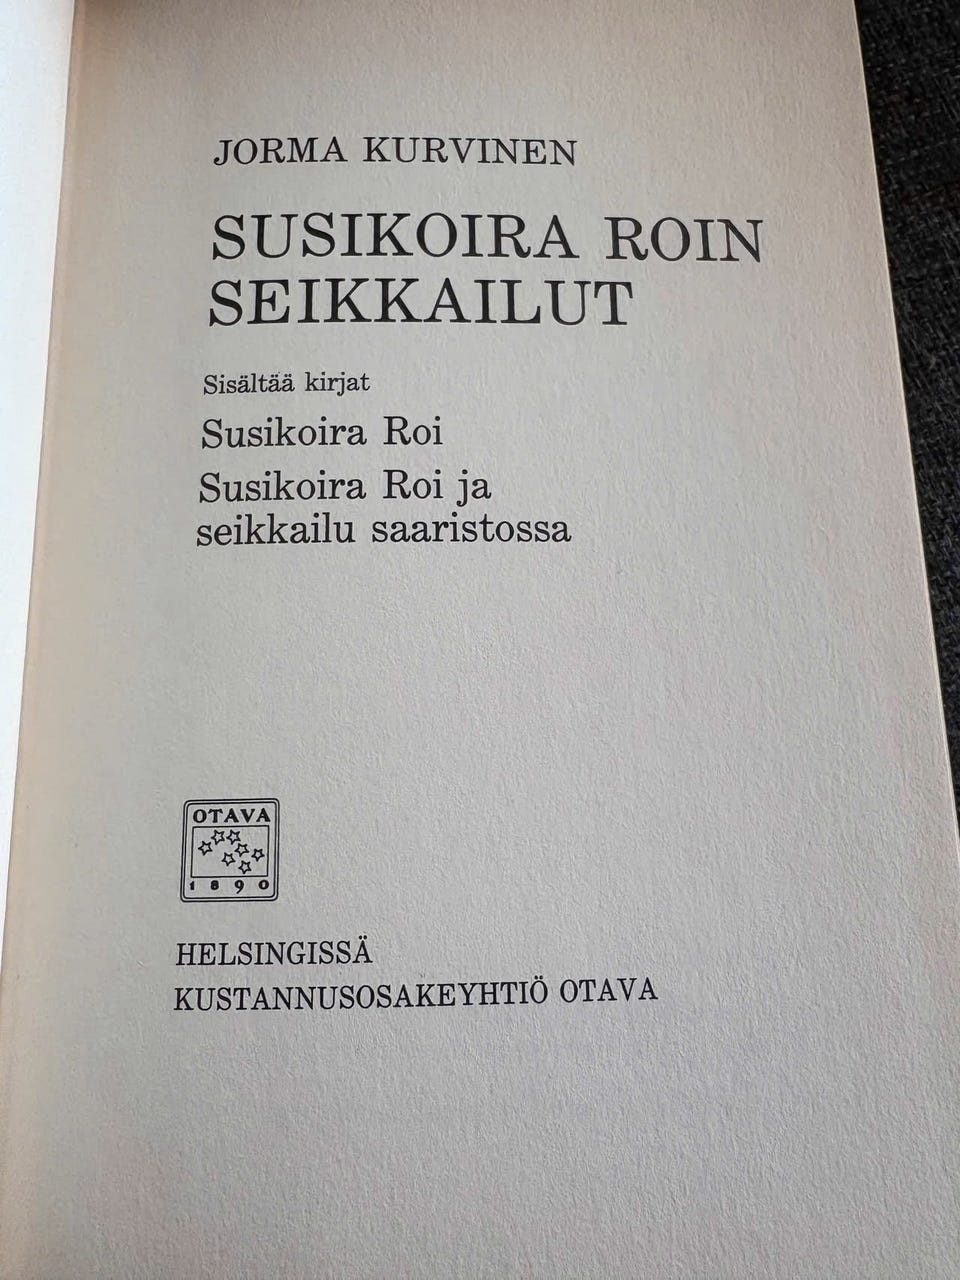 JORMA KURVINEN
SUSIKOIRA ROIN
SEIKKAILUT
Sisältää kirjat
Susikoira Roi
Susikoira Roi ja
seikkailu saaristossa
OTAVA
1890
HELSINGISSÄ
KUSTANNUSOSAKEYHTIÖ OTAVA